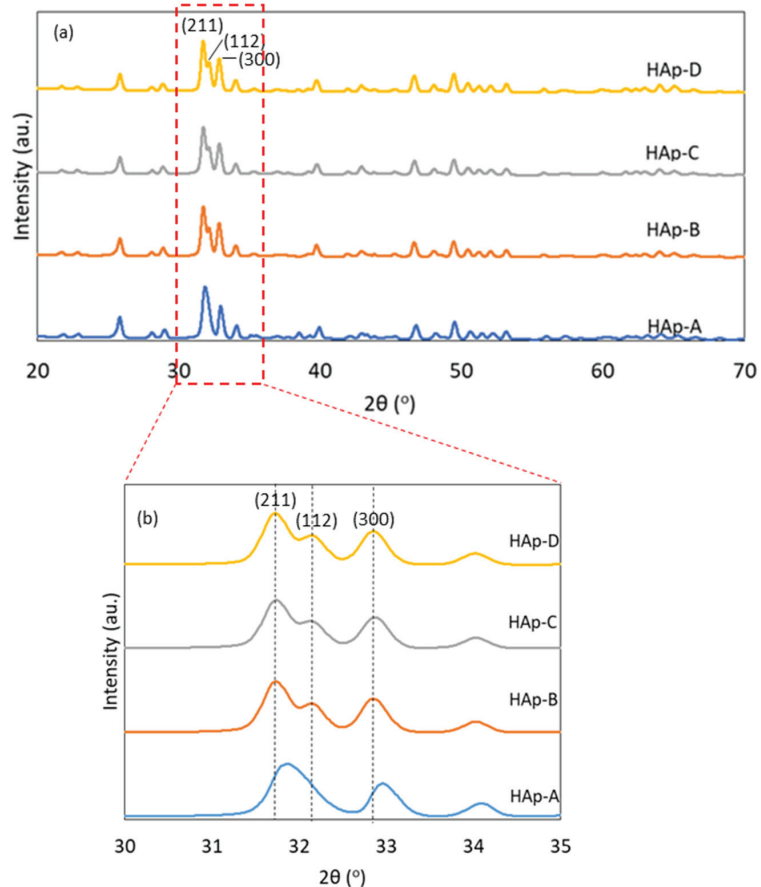 (a)
(211)
(112)
(300)
HAp-D
HAp-C
HAp-B
HAp-A
Intensity (au.)
20 30 40 50 60 70
2θ (°)
(b)
(211)
(112)
(300)
HAp-D
HAp-C
HAp-B
HAp-A
Intensity (au.)
30 31 32 33 34 35
2θ (°)